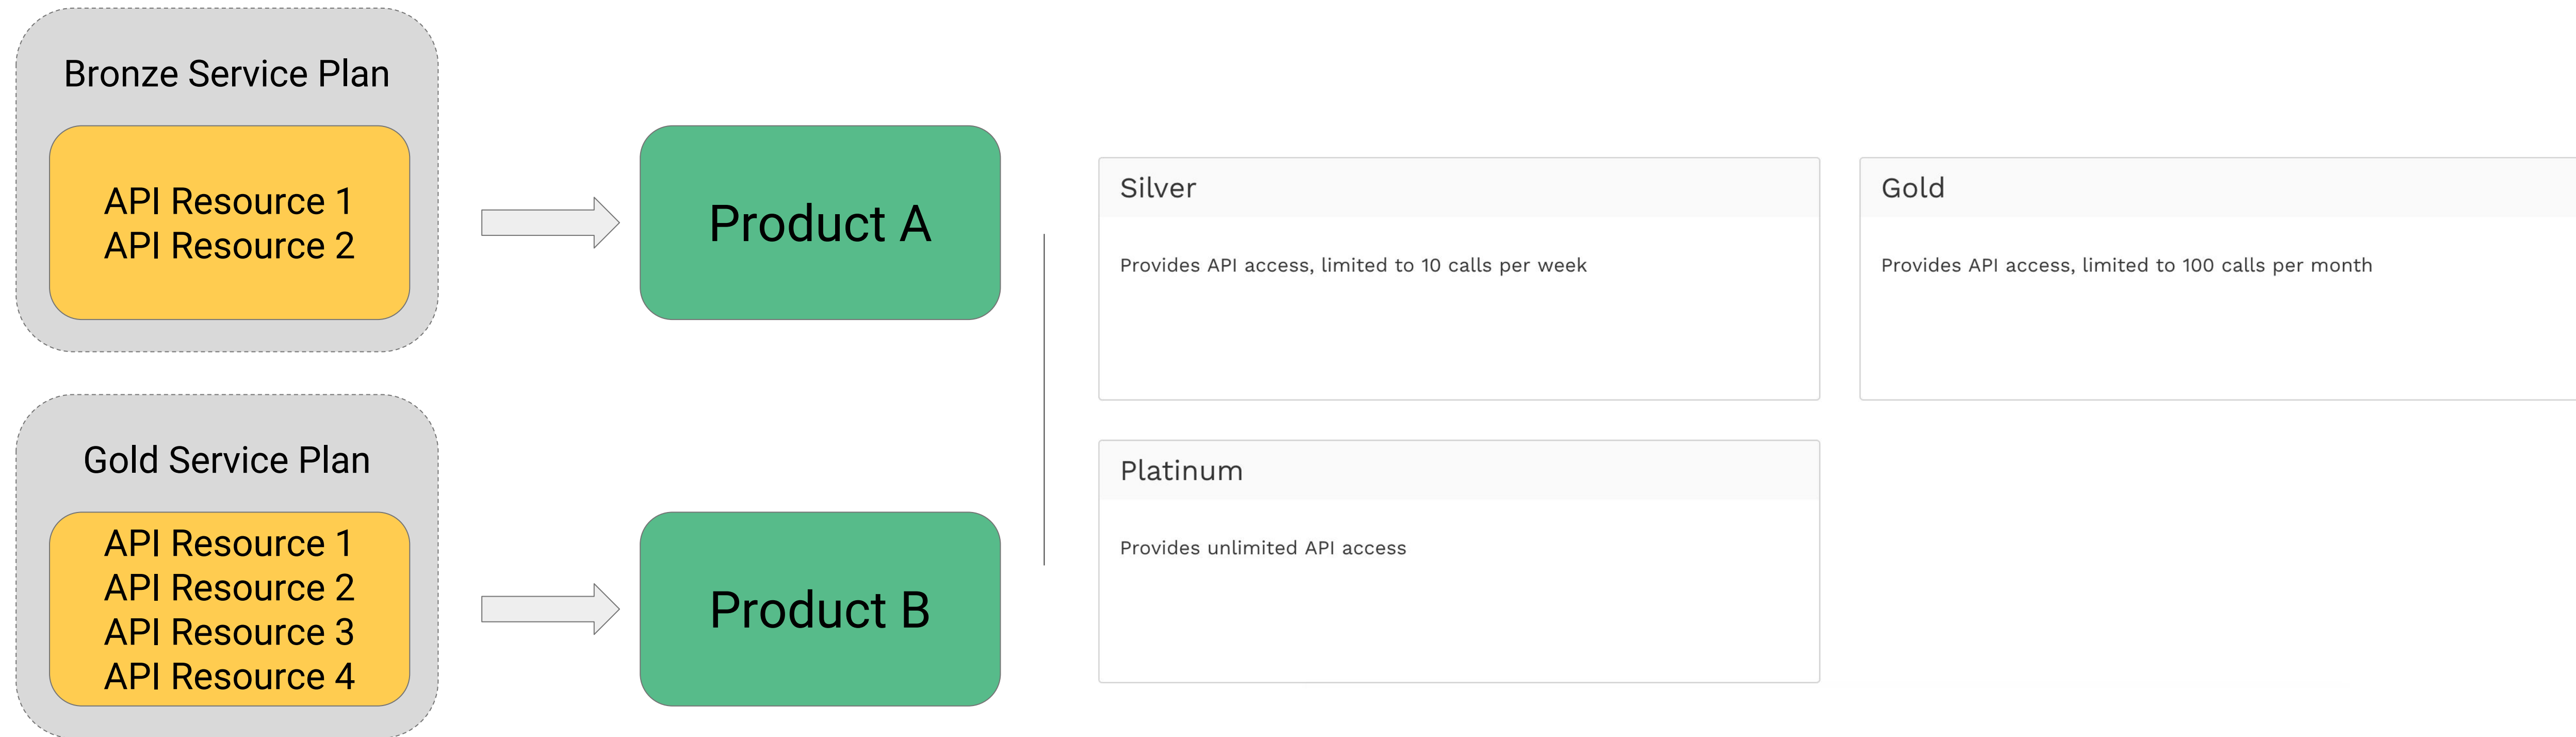 Bronze Service Plan
API Resource 1
API Resource 2
Product A
Gold Service Plan
API Resource 1
API Resource 2
API Resource 3
API Resource 4
Product B
Silver
Provides API access, limited to 10 calls per week
Gold
Provides API access, limited to 100 calls per month
Platinum
Provides unlimited API access